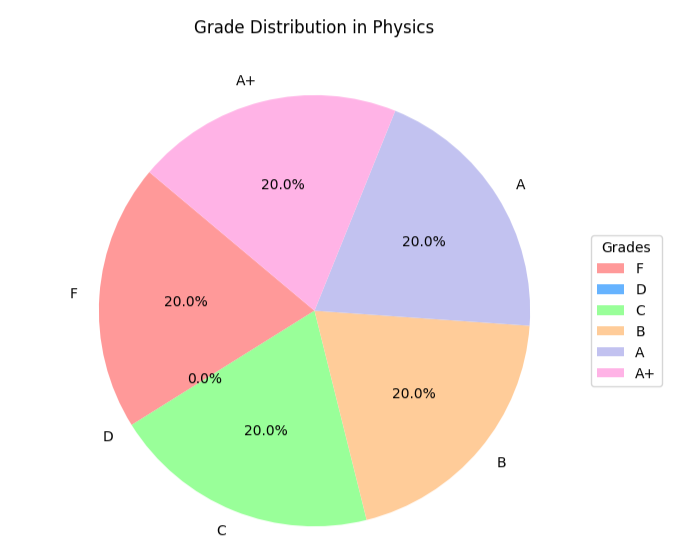 Grade Distribution in Physics
A+
20.0%
A
20.0%
F
20.0%
0.0%
D
20.0%
C
20.0%
B
Grades
F
D
C
B
A
A+